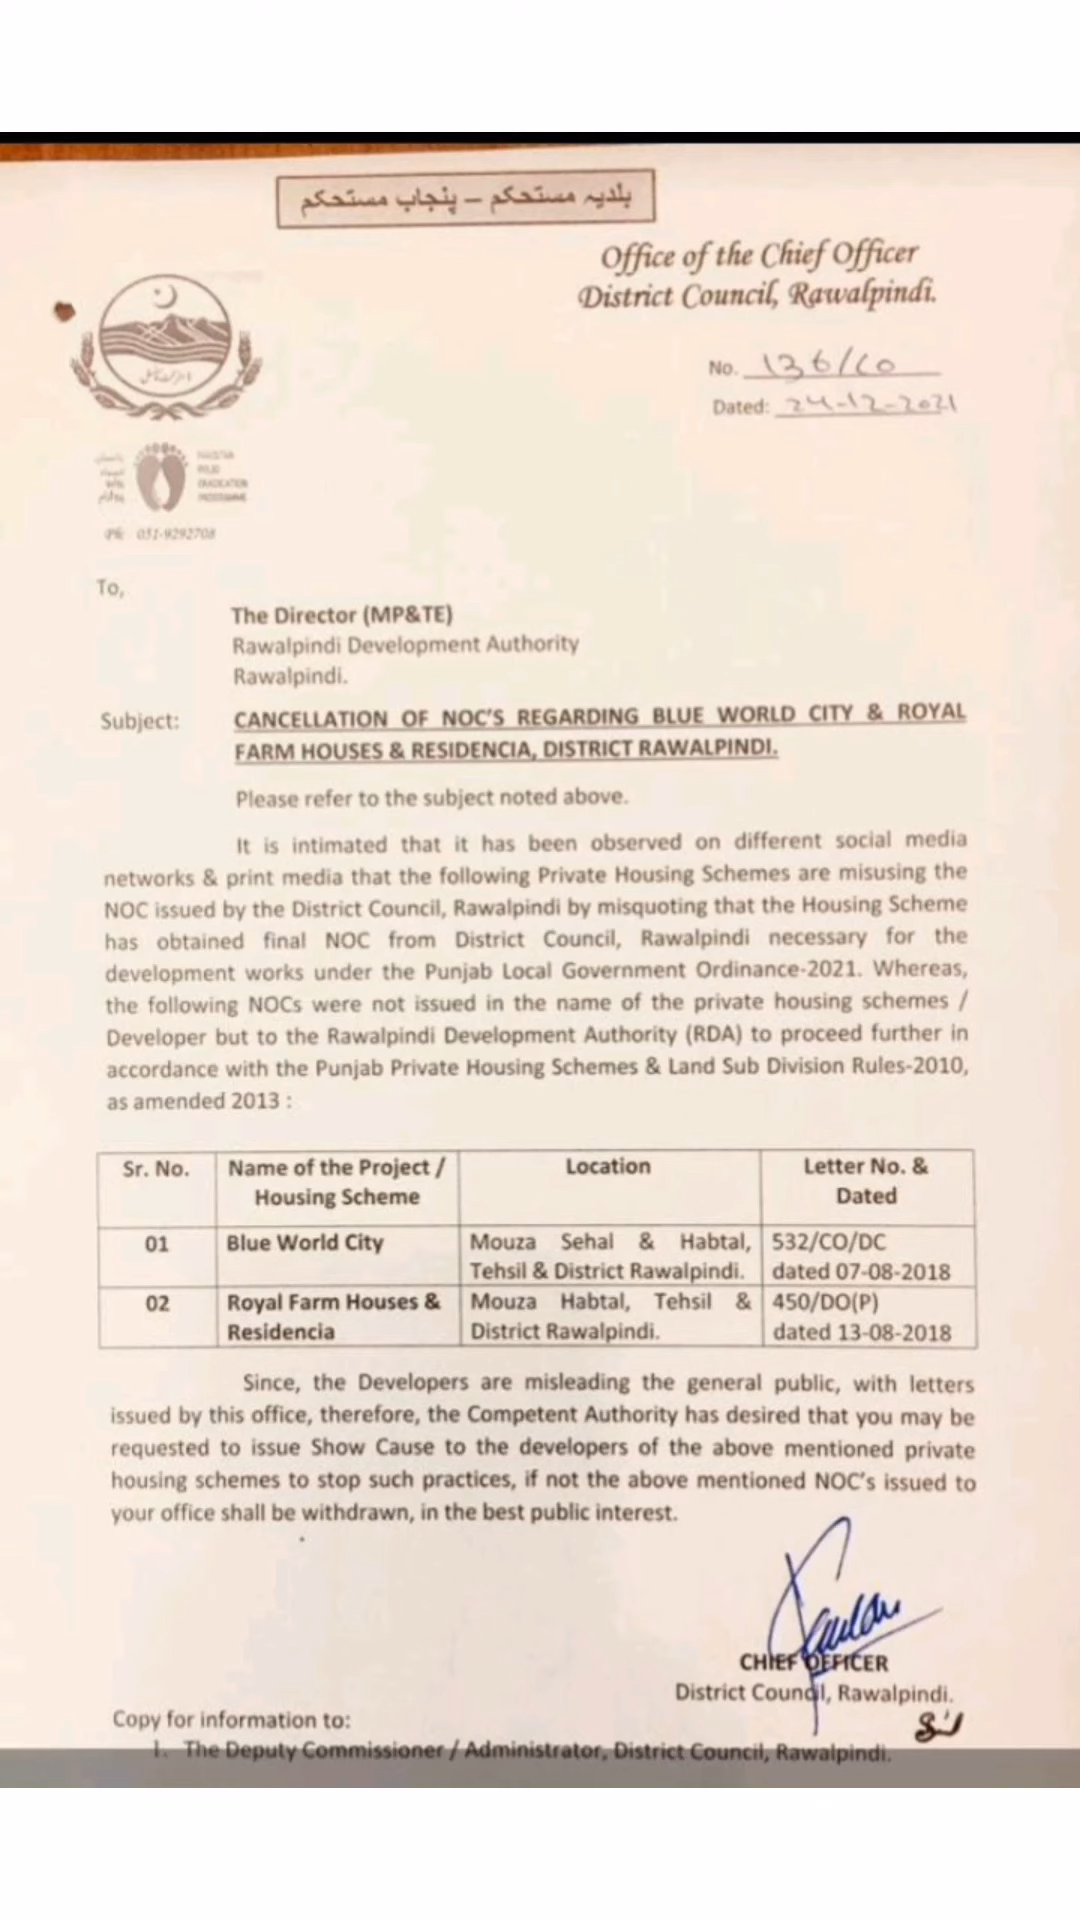 بلدیہ مستحکم – پنجاب مستحکم
Office of the Chief Officer
District Council, Rawalpindi.
No. 136/CO
Dated: 24-12-2021
PAKISTAN
POLIO
ERADICATION
PROGRAMME
Ph: 051-9292708
To,
The Director (MP&TE)
Rawalpindi Development Authority
Rawalpindi.
Subject: CANCELLATION OF NOC'S REGARDING BLUE WORLD CITY & ROYAL
FARM HOUSES & RESIDENCIA, DISTRICT RAWALPINDI.
Please refer to the subject noted above.
It is intimated that it has been observed on different social media
networks & print media that the following Private Housing Schemes are misusing the
NOC issued by the District Council, Rawalpindi by misquoting that the Housing Scheme
has obtained final NOC from District Council, Rawalpindi necessary for the
development works under the Punjab Local Government Ordinance-2021. Whereas,
the following NOCs were not issued in the name of the private housing schemes /
Developer but to the Rawalpindi Development Authority (RDA) to proceed further in
accordance with the Punjab Private Housing Schemes & Land Sub Division Rules-2010,
as amended 2013 :
Sr. No. Name of the Project / Location Letter No. &
Housing Scheme Dated
01 Blue World City Mouza Sehal & Habtal, 532/CO/DC
Tehsil & District Rawalpindi. dated 07-08-2018
02 Royal Farm Houses & Mouza Habtal, Tehsil & 450/DO(P)
Residencia District Rawalpindi. dated 13-08-2018
Since, the Developers are misleading the general public, with letters
issued by this office, therefore, the Competent Authority has desired that you may be
requested to issue Show Cause to the developers of the above mentioned private
housing schemes to stop such practices, if not the above mentioned NOC's issued to
your office shall be withdrawn, in the best public interest.
CHIEF OFFICER
District Council, Rawalpindi.
Copy for information to:
1. The Deputy Commissioner / Administrator, District Council, Rawalpindi.